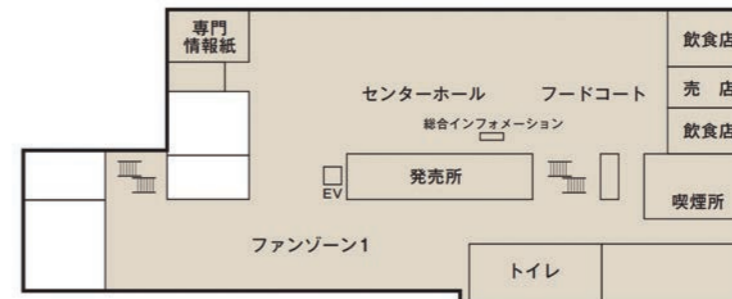 専門
情報紙
飲食店
センターホール
フードコート
売 店
総合インフォメーション
飲食店
EV
発売所
喫煙所
ファンゾーン1
トイレ